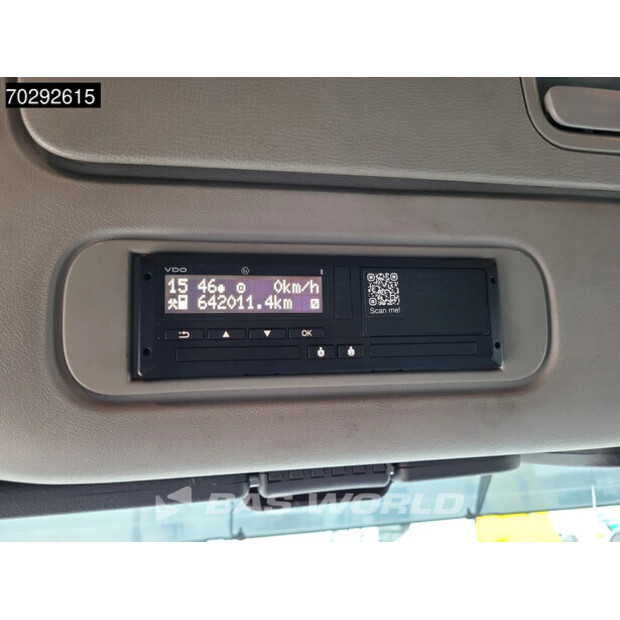 70292615
VDO
15 46 0km/h
642011.4km
Scan me!
OK
BAS WORLD